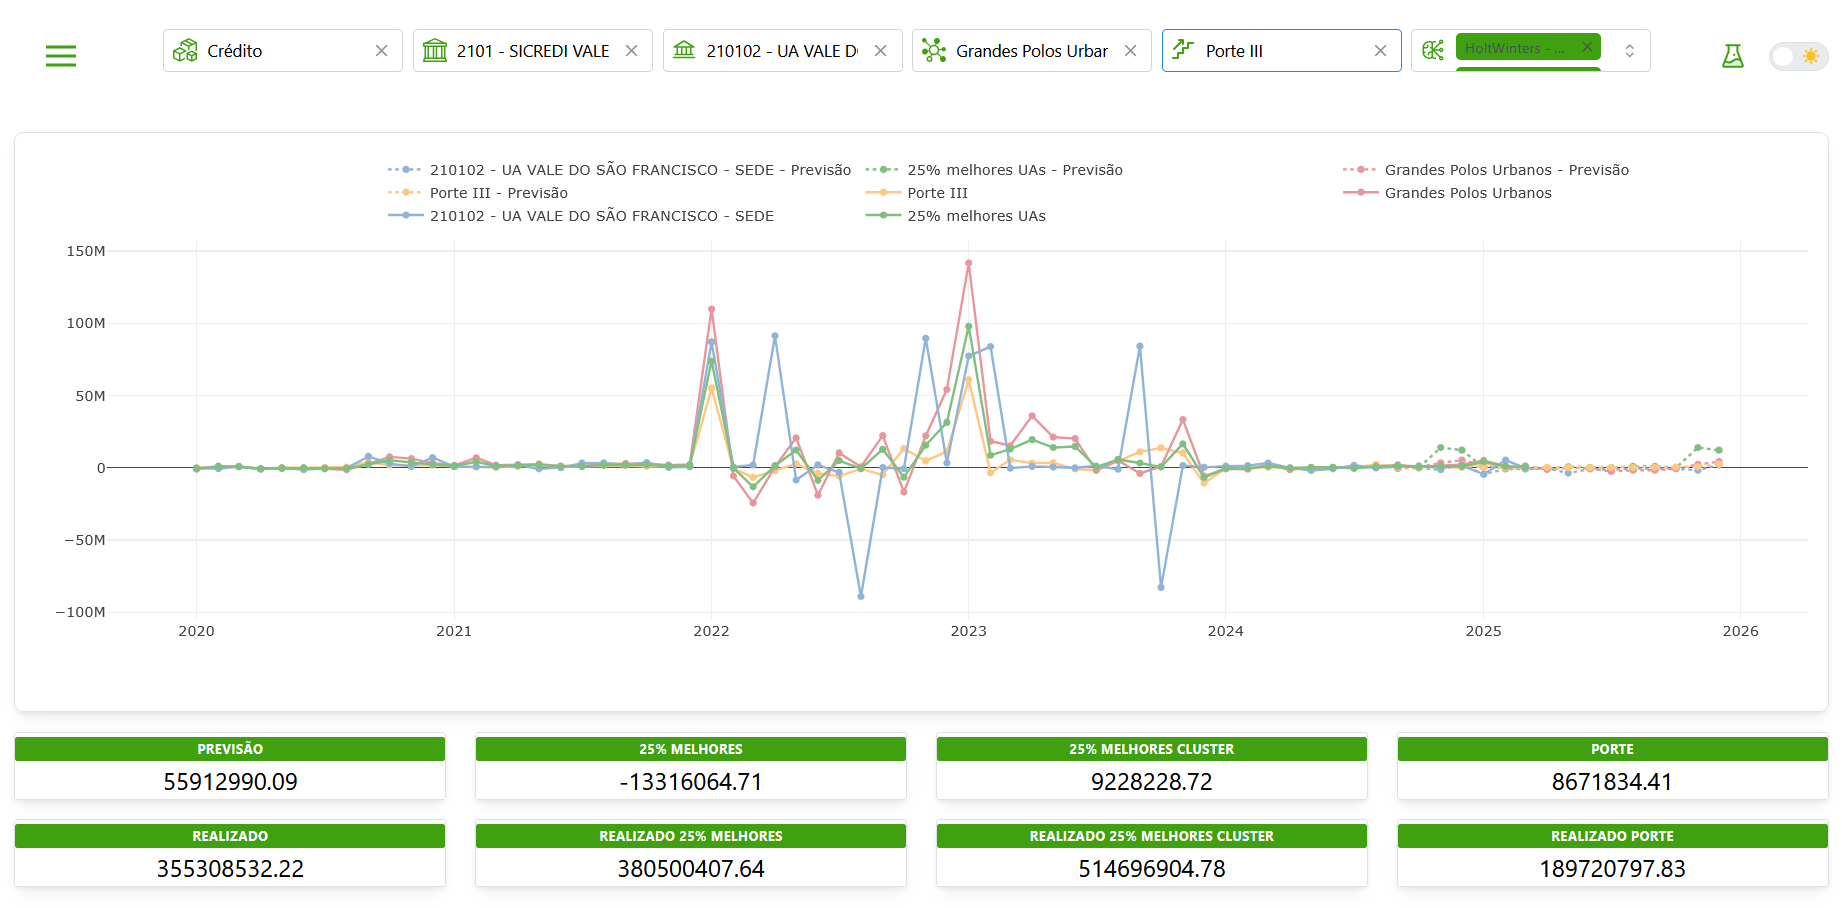 Crédito
2101 - SICREDI VALE
210102 - UA VALE D
Grandes Polos Urbar
Porte III
HoltWinters - ...
210102 - UA VALE DO SÃO FRANCISCO - SEDE - Previsão
25% melhores UAs - Previsão
Grandes Polos Urbanos - Previsão
Porte III - Previsão
Porte III
Grandes Polos Urbanos
210102 - UA VALE DO SÃO FRANCISCO - SEDE
25% melhores UAs
150M
100M
50M
0
−50M
−100M
2020
2021
2022
2023
2024
2025
2026
PREVISÃO
55912990.09
25% MELHORES
-13316064.71
25% MELHORES CLUSTER
9228228.72
PORTE
8671834.41
REALIZADO
355308532.22
REALIZADO 25% MELHORES
380500407.64
REALIZADO 25% MELHORES CLUSTER
514696904.78
REALIZADO PORTE
189720797.83